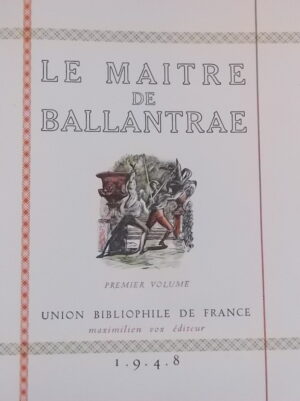 LE MAITRE
DE
BALLANTRAE
PREMIER VOLUME
UNION BIBLIOPHILE DE FRANCE
maximilien vox éditeur
1.9.4.8